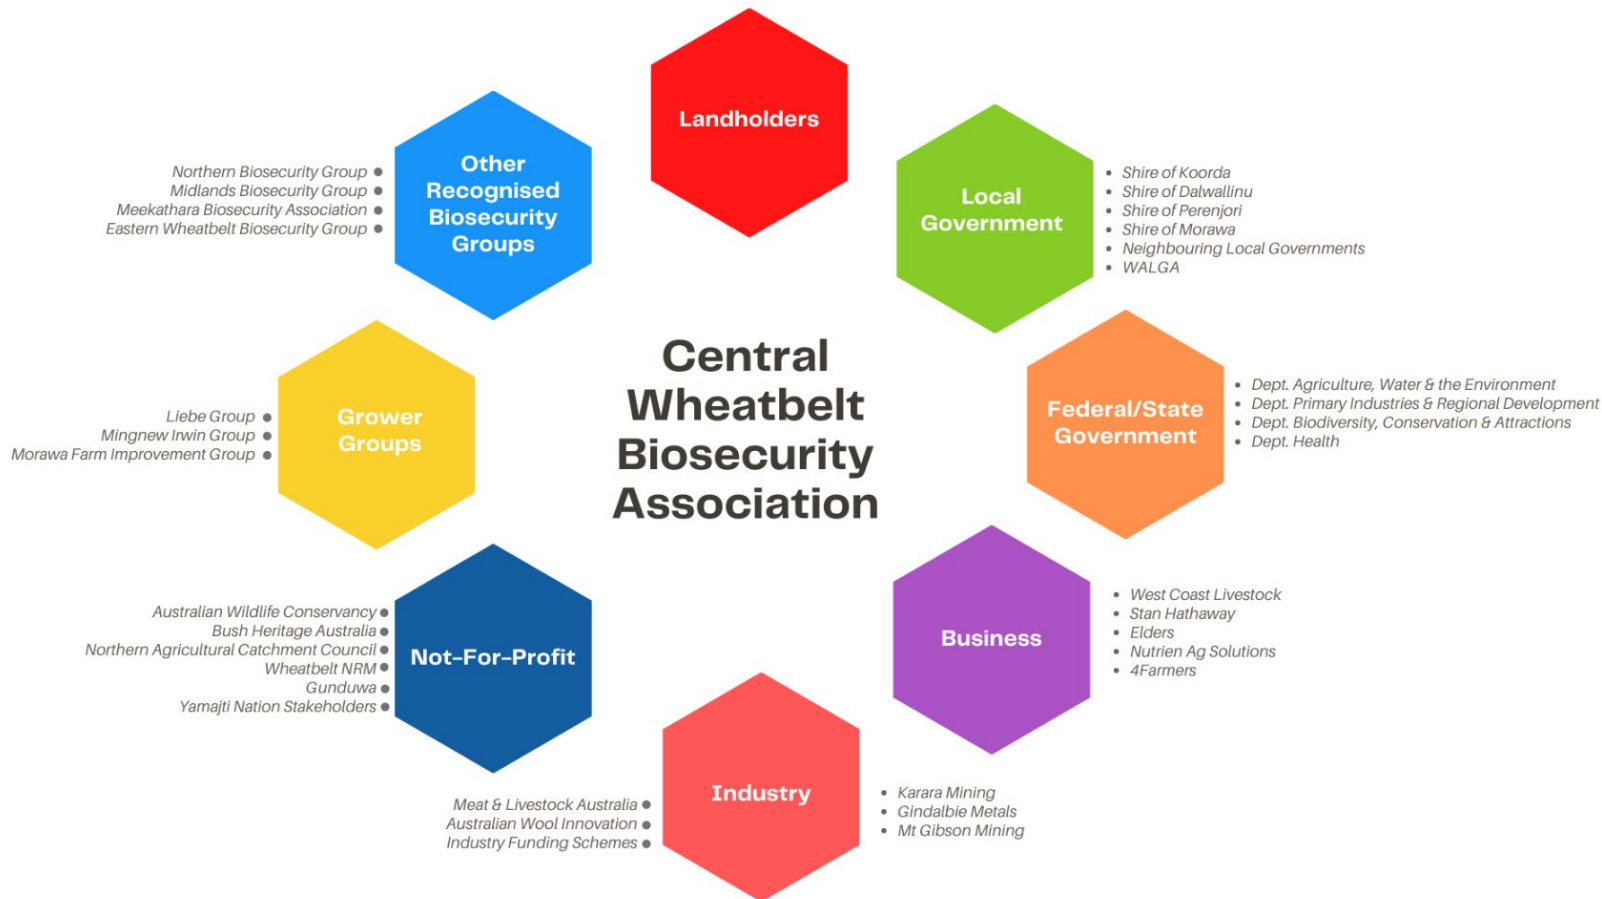 Landholders
Other
Recognised
Biosecurity
Groups
Northern Biosecurity Group
Midlands Biosecurity Group
Meekathara Biosecurity Association
Eastern Wheatbelt Biosecurity Group
Local
Government
Shire of Koorda
Shire of Dalwallinu
Shire of Perenjori
Shire of Morawa
Neighbouring Local Governments
WALGA
Central
Wheatbelt
Biosecurity
Association
Grower
Groups
Liebe Group
Mingnew Irwin Group
Morawa Farm Improvement Group
Federal/State
Government
Dept. Agriculture, Water & the Environment
Dept. Primary Industries & Regional Development
Dept. Biodiversity, Conservation & Attractions
Dept. Health
Not-For-Profit
Australian Wildlife Conservancy
Bush Heritage Australia
Northern Agricultural Catchment Council
Wheatbelt NRM
Gunduwa
Yamajti Nation Stakeholders
Business
West Coast Livestock
Stan Hathaway
Elders
Nutrien Ag Solutions
4Farmers
Industry
Meat & Livestock Australia
Australian Wool Innovation
Industry Funding Schemes
Karara Mining
Gindalbie Metals
Mt Gibson Mining